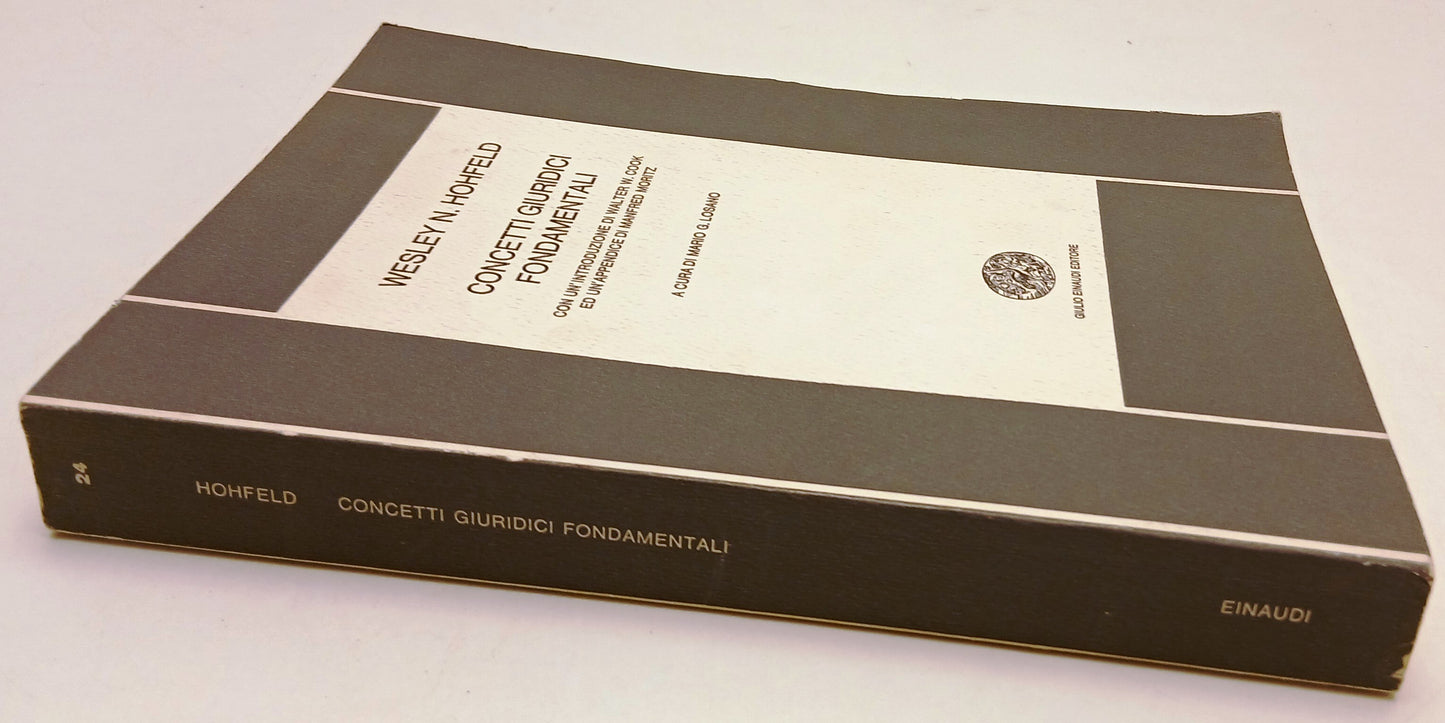 WESLEY N. HOHFELD
CONCETTI GIURIDICI
FONDAMENTALI
CON UN'INTRODUZIONE DI WALTER W. COOK
ED UN'APPENDICE DI MANFRED MORITZ
A CURA DI MARIO G. LOSANO
GIULIO EINAUDI EDITORE
24
HOHFELD CONCETTI GIURIDICI FONDAMENTALI
EINAUDI